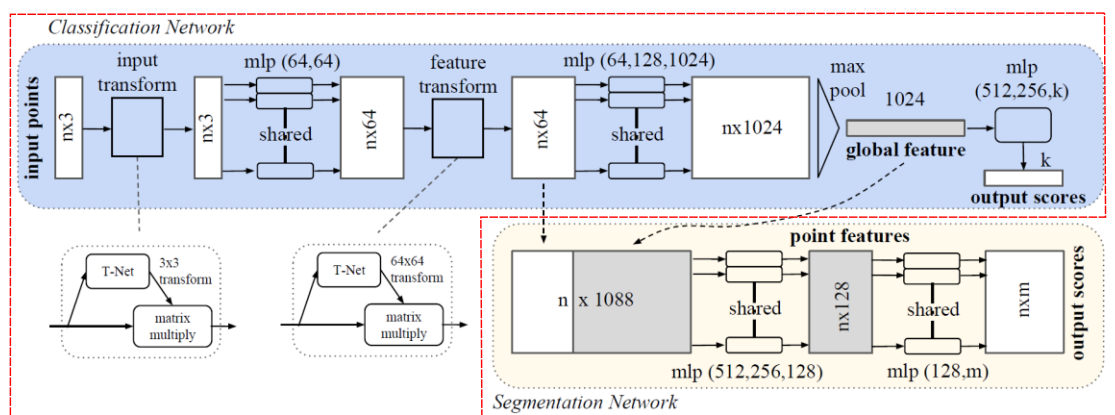 Classification Network
input points
nx3
input
transform
nx3
mlp (64,64)
shared
nx64
feature
transform
nx64
mlp (64,128,1024)
shared
nx1024
max
pool
1024
global feature
mlp
(512,256,k)
k
output scores
T-Net
3x3
transform
matrix
multiply
T-Net
64x64
transform
matrix
multiply
point features
n x 1088
shared
mlp (512,256,128)
nx128
shared
mlp (128,m)
nxm
output scores
Segmentation Network